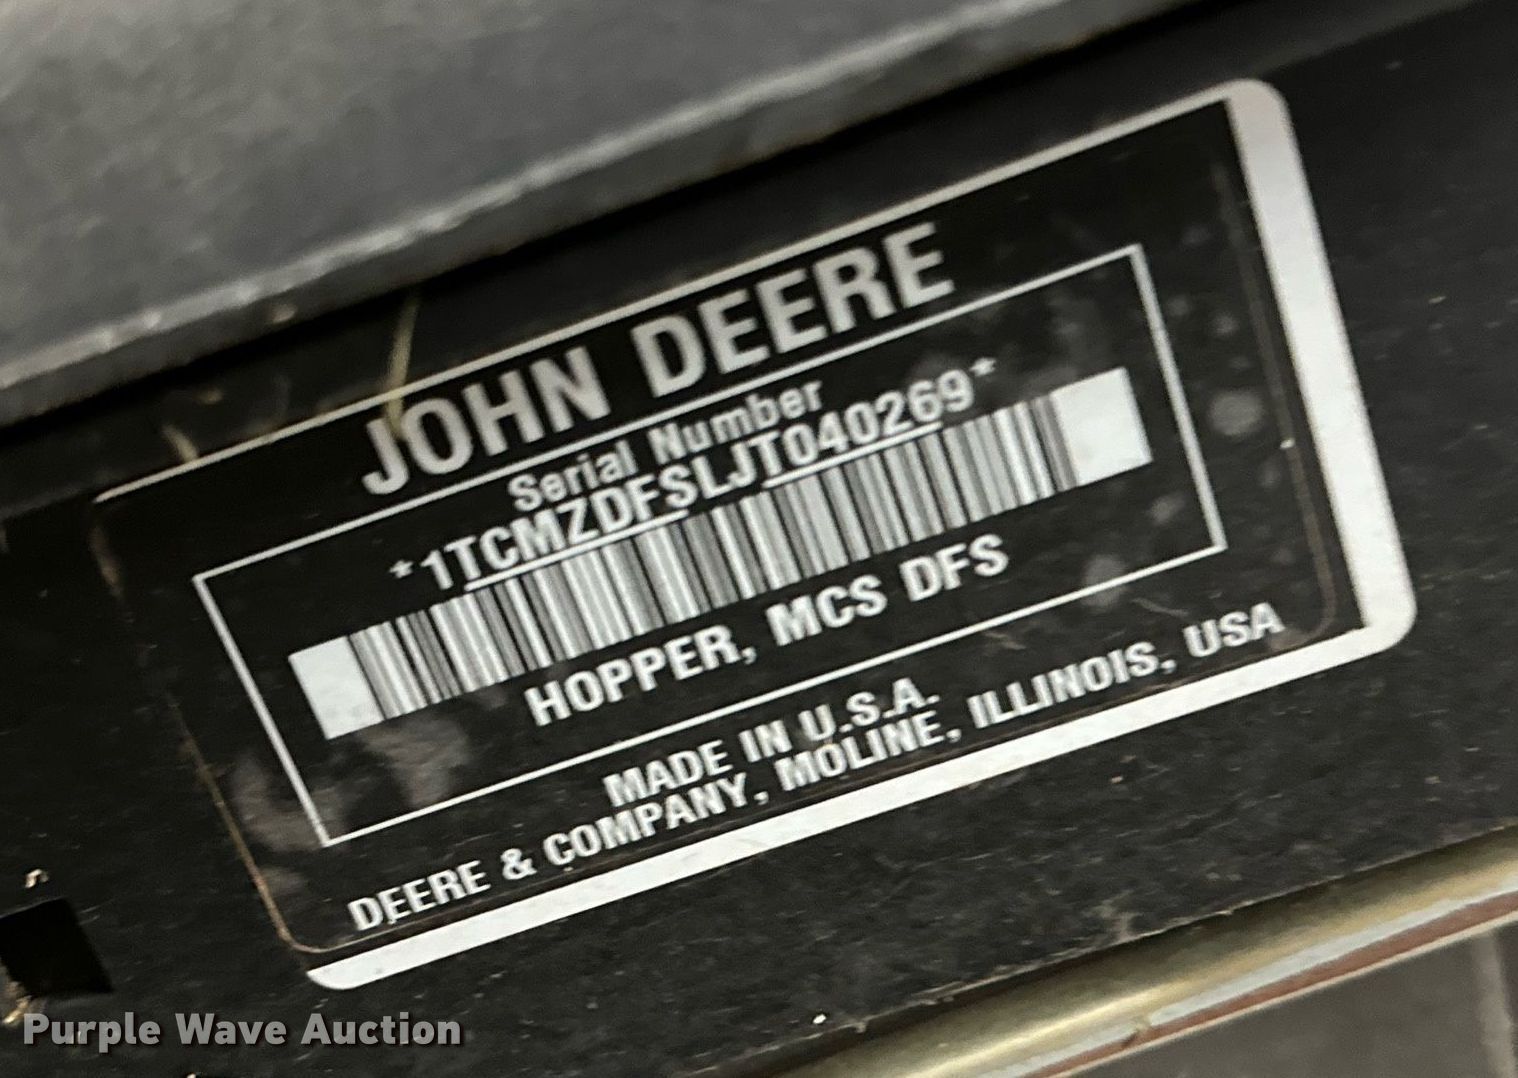 JOHN DEERE
Serial Number
*1TCMZDFSLJT040269*
HOPPER, MCS DFS
MADE IN U.S.A.
DEERE & COMPANY, MOLINE, ILLINOIS, USA
Purple Wave Auction